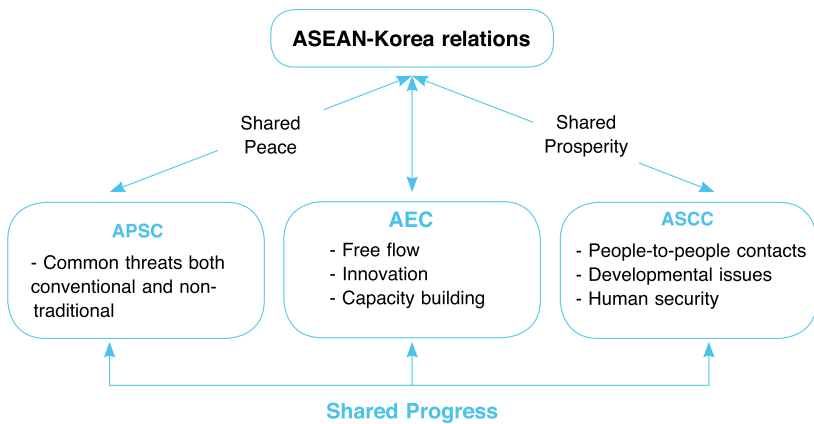 ASEAN-Korea relations
Shared
Peace
Shared
Prosperity
APSC
- Common threats both
conventional and non-
traditional
AEC
- Free flow
- Innovation
- Capacity building
ASCC
- People-to-people contacts
- Developmental issues
- Human security
Shared Progress